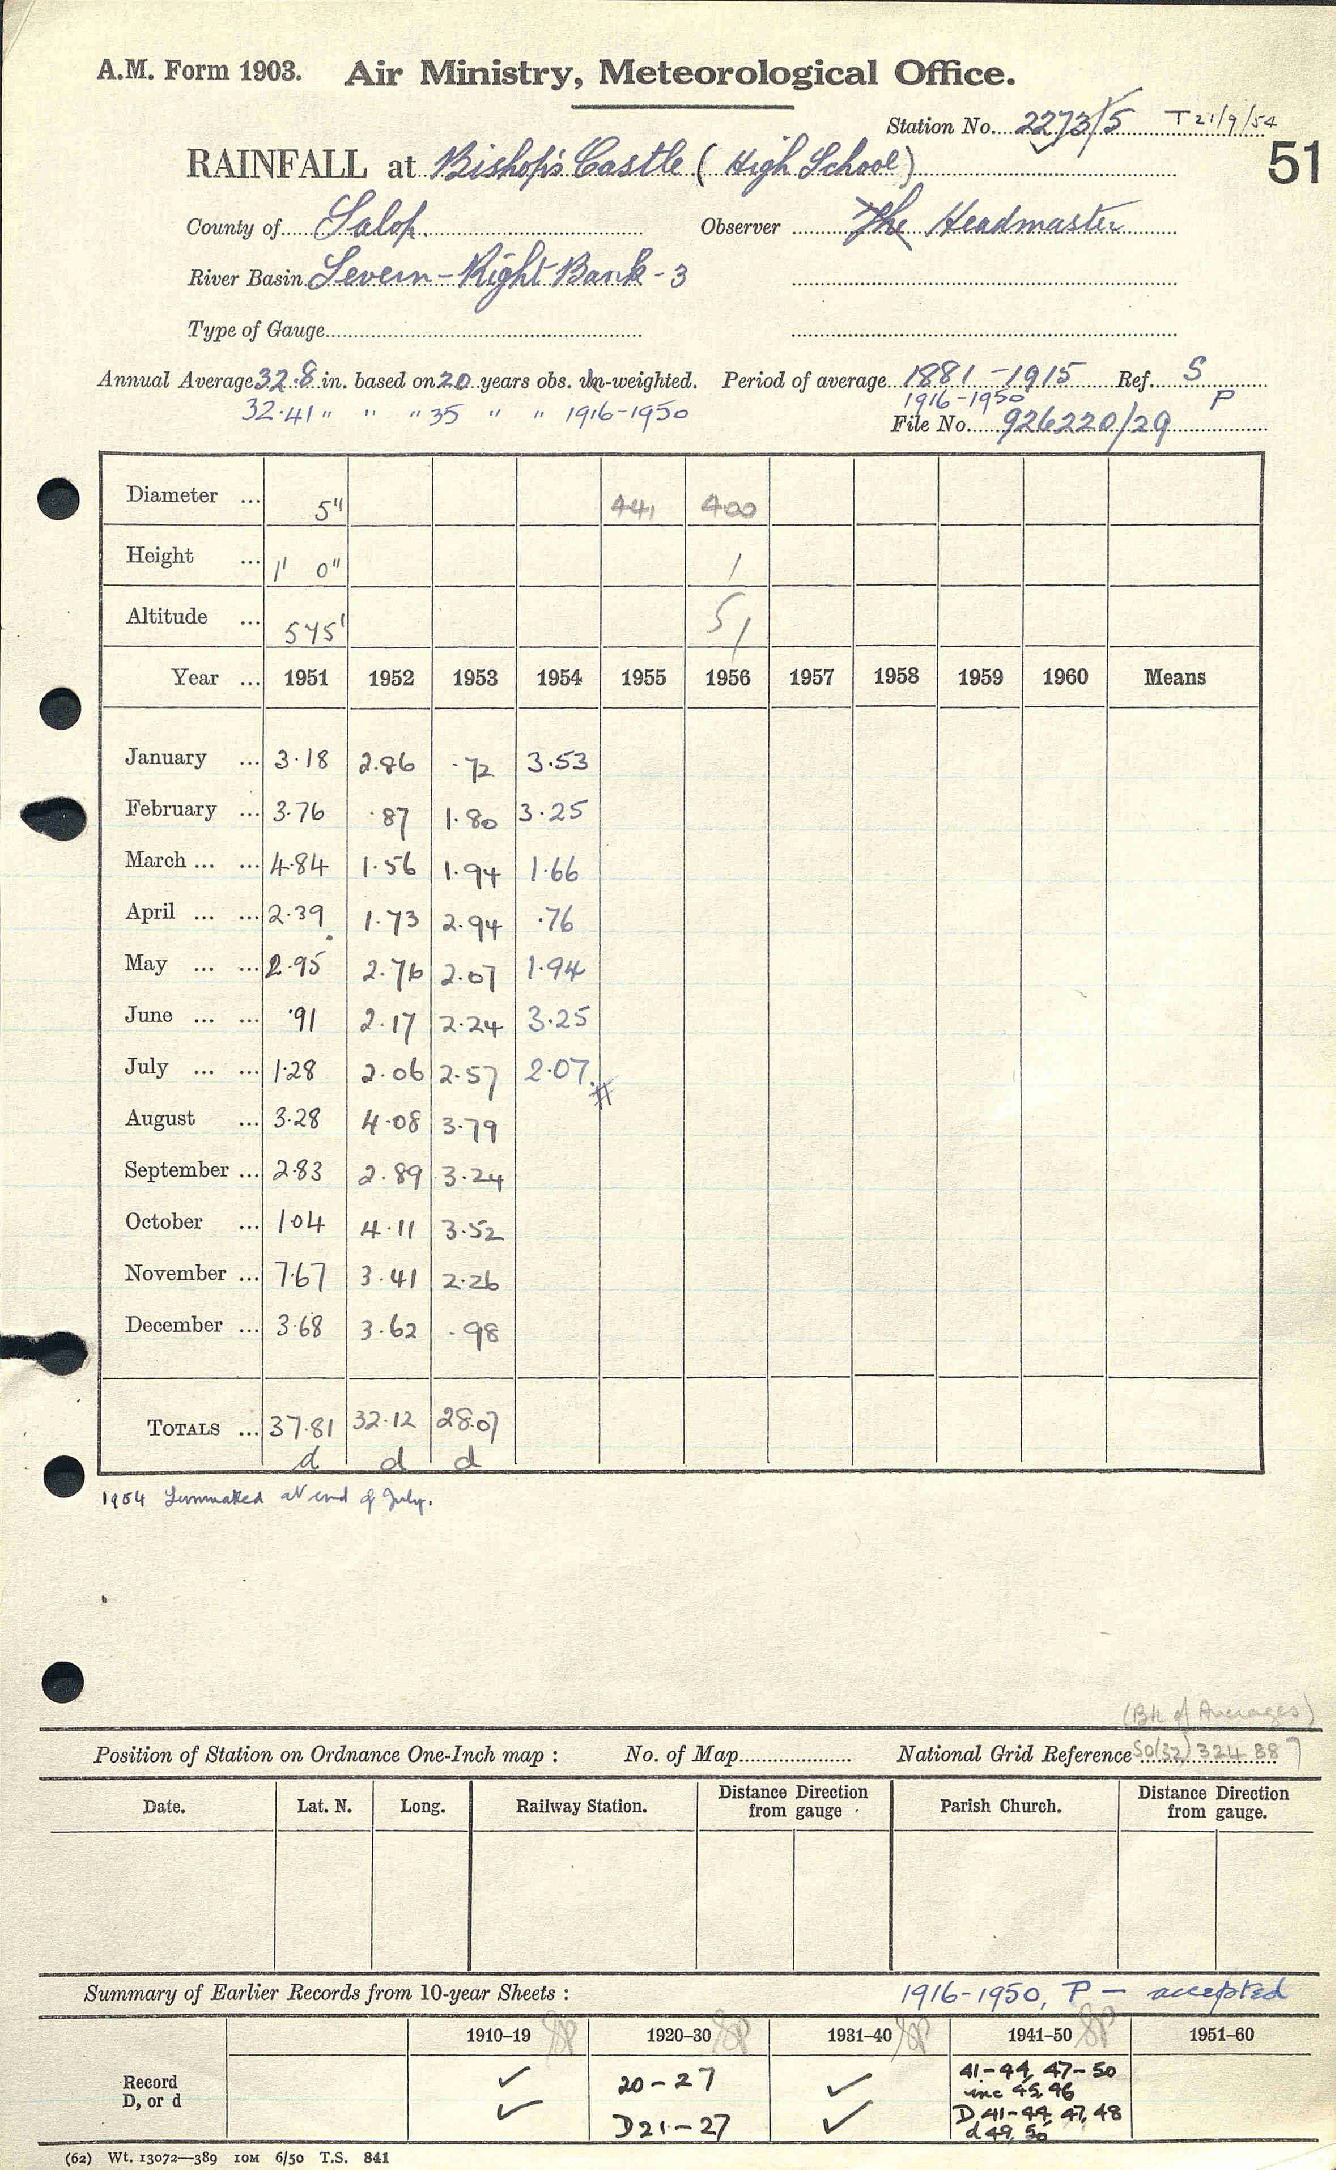 A.M. Form 1903. Air Ministry, Meteorological Office.
Station No. 2273/5 T 21/9/54
51
RAINFALL at Bishop's Castle (High School)
County of Salop. Observer The Headmaster
River Basin Severn - Right Bank - 3
Type of Gauge
Annual Average 32.8 in. based on 20 years obs. un-weighted. Period of average 1881-1915 Ref. S
32.41 " " " 35 " " 1916-1950 1916-1950 P
File No. 926220/29
Diameter ... 5" 441 400
Height ... 1' 0" 1
Altitude ... 575' 51
Year ... 1951 1952 1953 1954 1955 1956 1957 1958 1959 1960 Means
January ... 3.18 2.86 .72 3.53
February ... 3.76 .87 1.80 3.25
March ... ... 4.84 1.56 1.94 1.66
April ... ... 2.39 1.73 2.94 .76
May ... ... 2.95 2.76 2.07 1.94
June ... ... .91 2.17 2.24 3.25
July ... ... 1.28 2.06 2.57 2.07 #
August ... 3.28 4.08 3.79
September ... 2.83 2.89 3.24
October ... 1.04 4.11 3.52
November ... 7.67 3.41 2.26
December ... 3.68 3.62 .98
TOTALS ... 37.81 32.12 28.07
d d d
1954 at end of July.
(Bk of Averages)
Position of Station on Ordnance One-Inch map : No. of Map National Grid Reference SO(32) 324 887
Date. Lat. N. Long. Railway Station. Distance Direction from gauge Parish Church. Distance Direction from gauge.
Summary of Earlier Records from 10-year Sheets : 1916-1950, P - accepted
1910-19 1920-30 1931-40 1941-50 1951-60
Record ✓ 20-27 ✓ 41-44, 47-50
inc 45, 46
D, or d ✓ D21-27 ✓ D 41-44, 47, 48
d 49, 50
(62) Wt. 13072—389 10M 6/50 T.S. 841